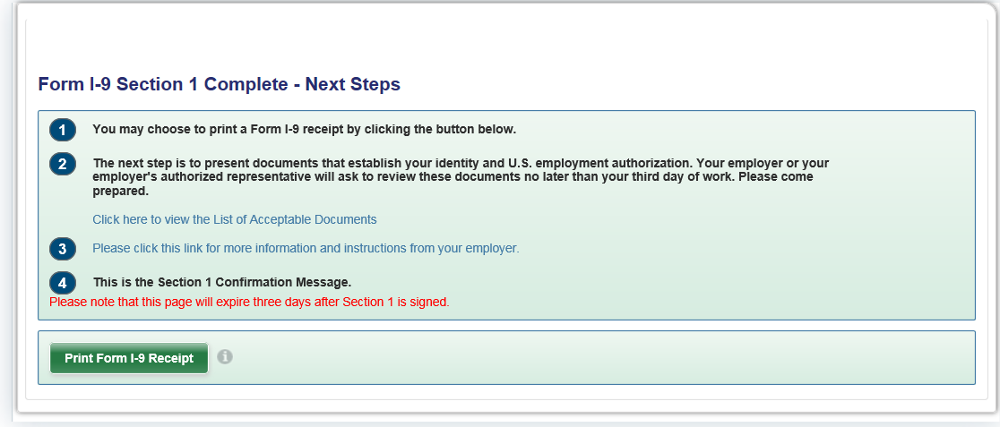 Form I-9 Section 1 Complete - Next Steps
1 You may choose to print a Form I-9 receipt by clicking the button below.
2 The next step is to present documents that establish your identity and U.S. employment authorization. Your employer or your
employer's authorized representative will ask to review these documents no later than your third day of work. Please come
prepared.
Click here to view the List of Acceptable Documents
3 Please click this link for more information and instructions from your employer.
4 This is the Section 1 Confirmation Message.
Please note that this page will expire three days after Section 1 is signed.
Print Form I-9 Receipt i